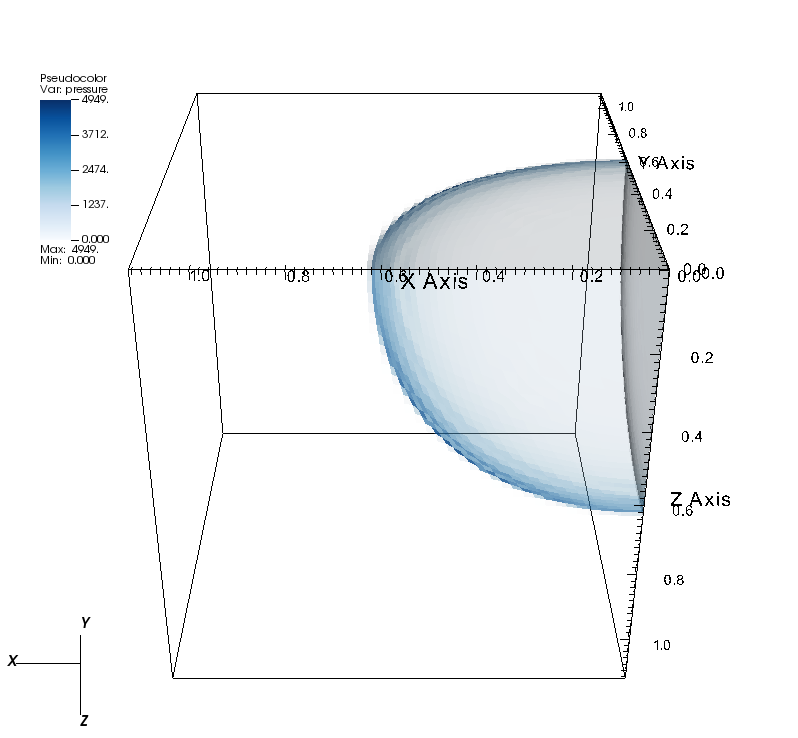 Pseudocolor
Var: pressure
4949.
3712.
2474.
1237.
0.000
Max: 4949.
Min: 0.000
1.0
0.8
0.6
Y Axis
0.4
0.2
0.0
1.0
0.8
0.6
X Axis
0.4
0.2
0.0
0.0
0.2
0.4
Z Axis
0.6
0.8
1.0
Y
X
Z